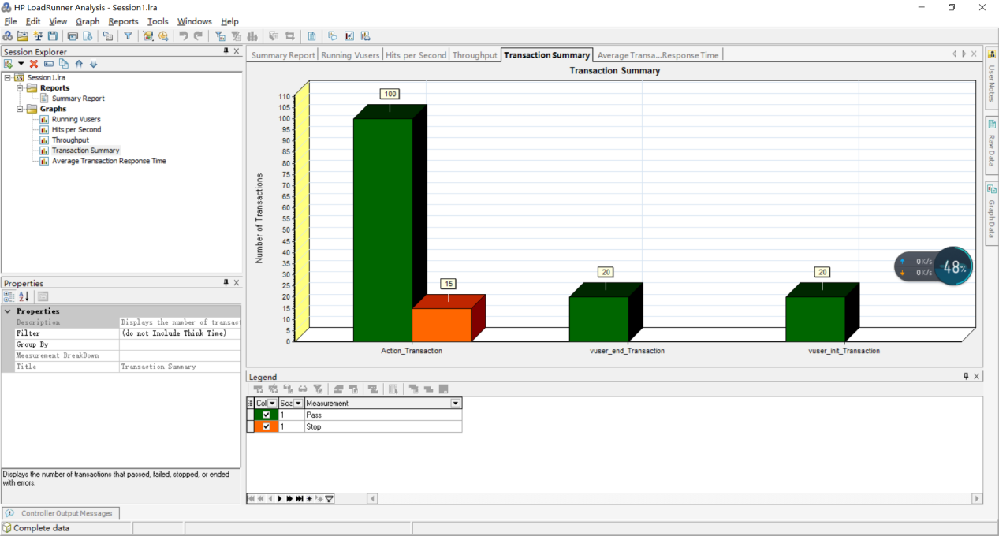 HP LoadRunner Analysis - Session1.lra
File Edit View Graph Reports Tools Windows Help
Session Explorer
Session1.lra
Reports
Summary Report
Graphs
Running Vusers
Hits per Second
Throughput
Transaction Summary
Average Transaction Response Time
Properties
Properties
Description Displays the number of transact
Filter (do not Include Think Time)
Group By
Measurement BreakDown
Title Transaction Summary
Displays the number of transactions that passed, failed, stopped, or ended
with errors.
Summary Report Running Vusers Hits per Second Throughput Transaction Summary Average Transa...Response Time
Transaction Summary
Number of Transactions
110
105
100
95
90
85
80
75
70
65
60
55
50
45
40
35
30
25
20
15
10
5
0
100
15
20
20
Action_Transaction vuser_end_Transaction vuser_init_Transaction
0K/s
0K/s
48%
User Notes
Raw Data
Graph Data
Legend
Col Sca Measurement
1 Pass
1 Stop
Controller Output Messages
Complete data